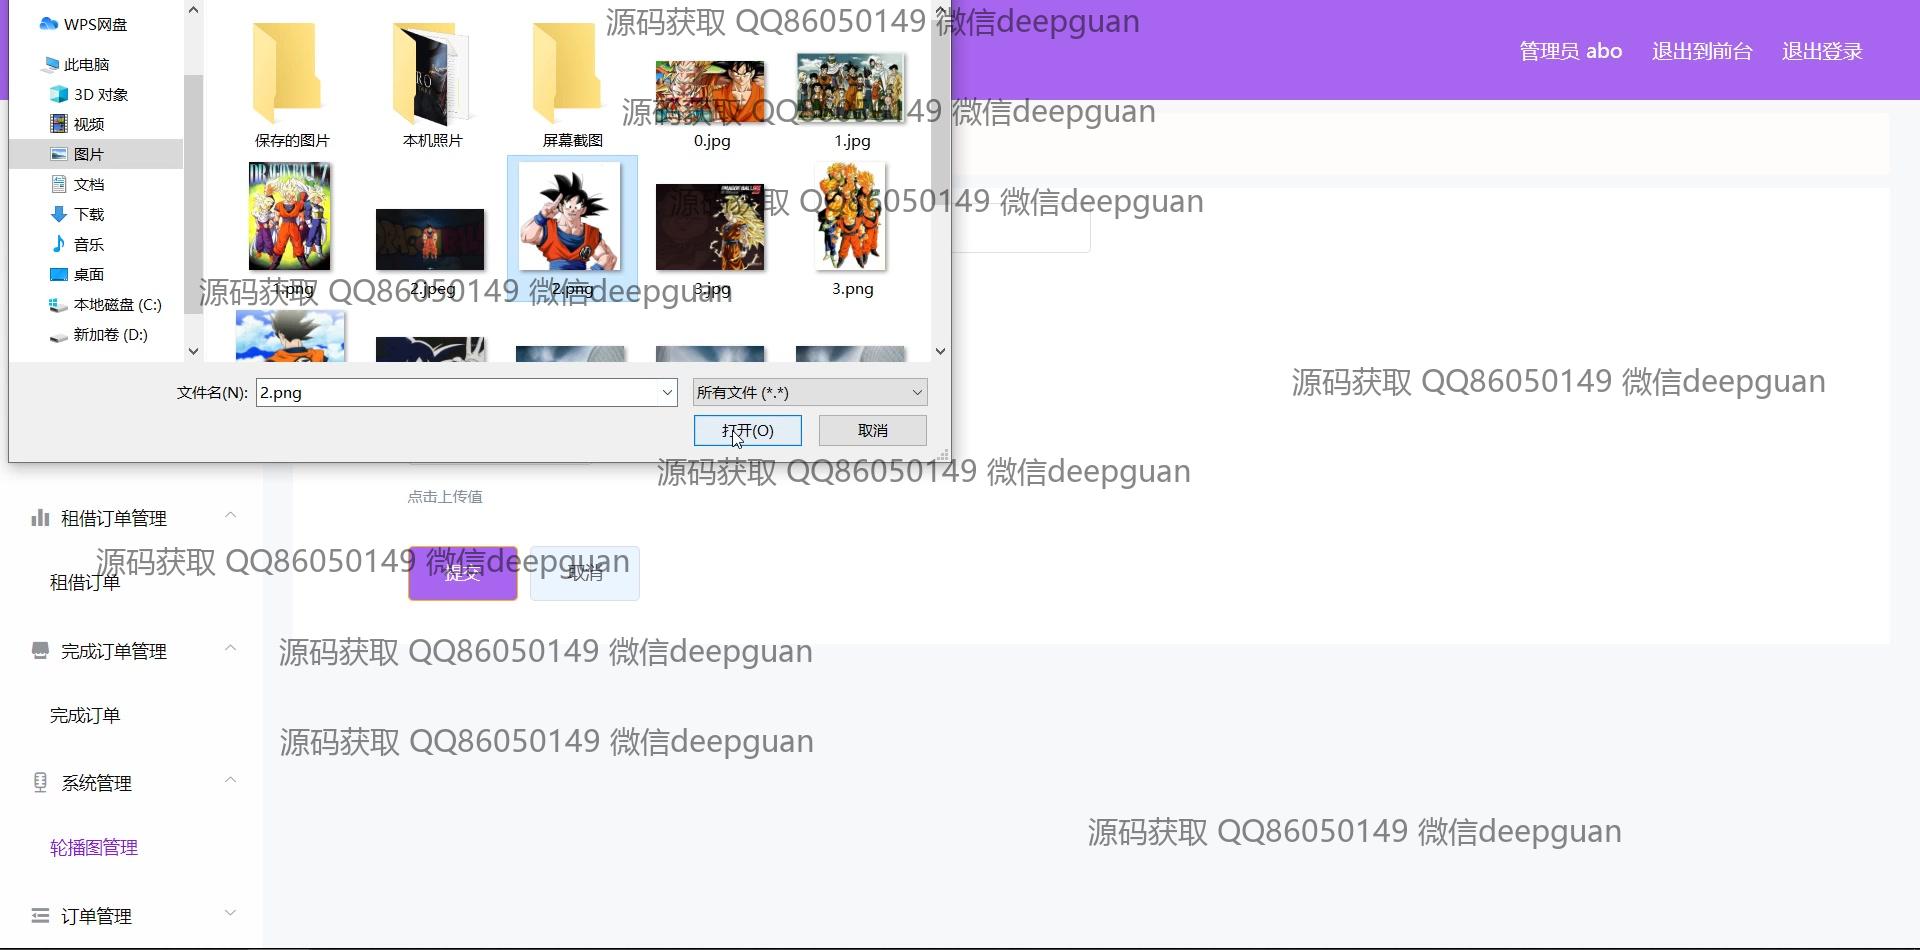 源码获取 QQ86050149 微信deepguan
WPS网盘
管理员 abo 退出到前台 退出登录
此电脑
3D 对象
视频
源码获取 QQ86050149 微信deepguan
保存的图片 本机照片 屏幕截图 0.jpg 1.jpg
图片
文档
源码获取 QQ86050149 微信deepguan
下载
音乐
桌面
1.png 2.jpeg 2.png 3.jpg 3.png
源码获取 QQ86050149 微信deepguan
本地磁盘 (C:)
新加卷 (D:)
源码获取 QQ86050149 微信deepguan
文件名(N): 2.png 所有文件 (*.*)
打开(O) 取消
源码获取 QQ86050149 微信deepguan
点击上传值
租借订单管理
源码获取 QQ86050149 微信deepguan
提交 取消
租借订单
完成订单管理
源码获取 QQ86050149 微信deepguan
完成订单
源码获取 QQ86050149 微信deepguan
系统管理
源码获取 QQ86050149 微信deepguan
轮播图管理
订单管理